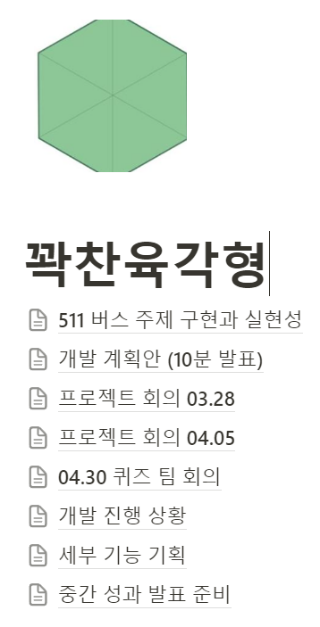 꽉찬육각형
511 버스 주제 구현과 실현성
개발 계획안 (10분 발표)
프로젝트 회의 03.28
프로젝트 회의 04.05
04.30 퀴즈 팀 회의
개발 진행 상황
세부 기능 기획
중간 성과 발표 준비